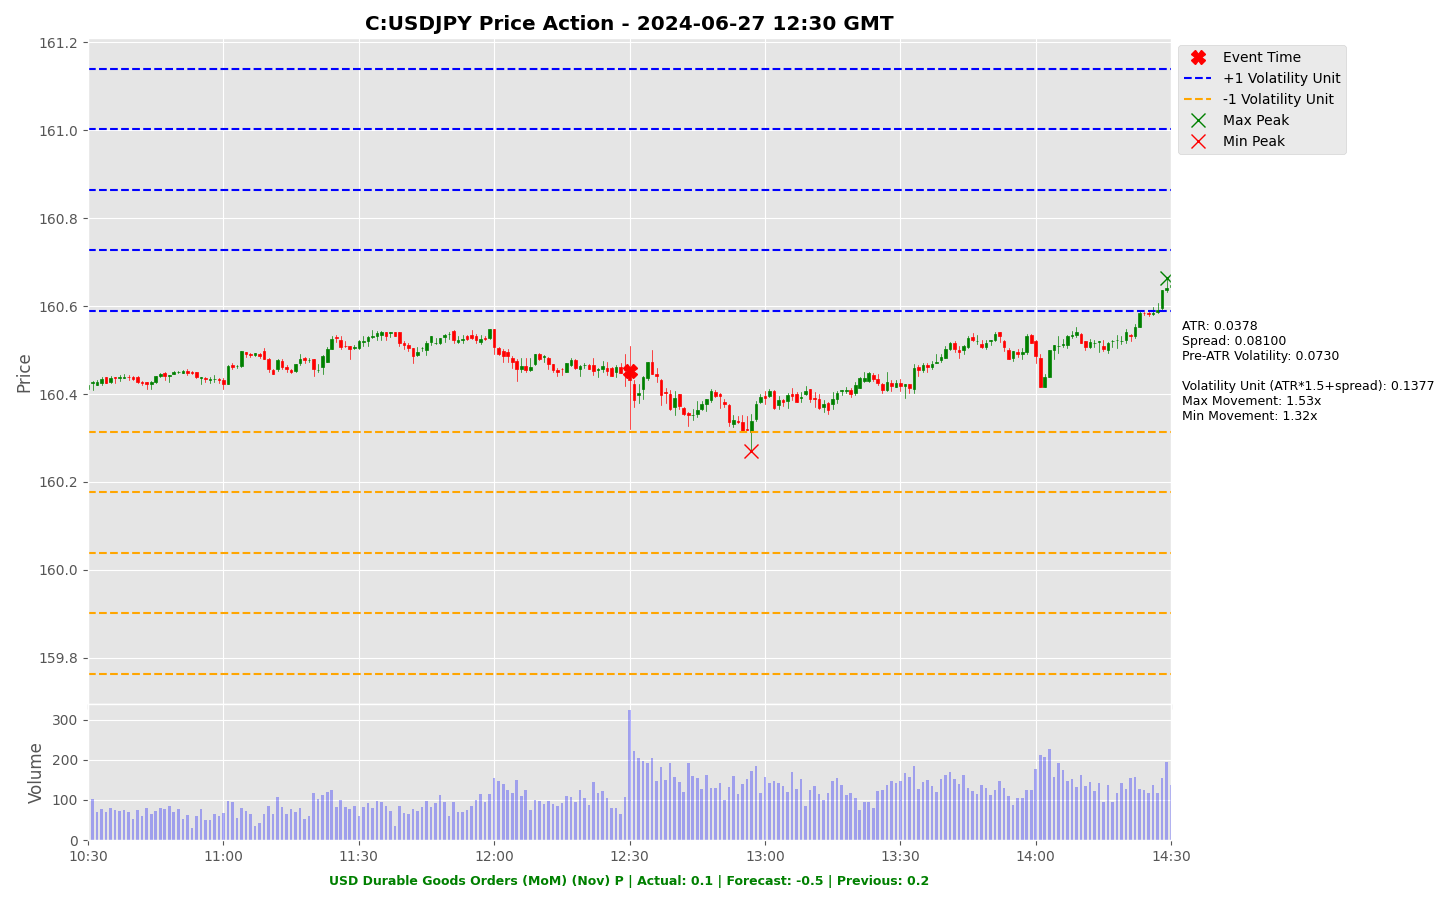 C:USDJPY Price Action - 2024-06-27 12:30 GMT
161.2
161.0
160.8
160.6
160.4
160.2
160.0
159.8
Price
Event Time
+1 Volatility Unit
-1 Volatility Unit
Max Peak
Min Peak
ATR: 0.0378
Spread: 0.08100
Pre-ATR Volatility: 0.0730
Volatility Unit (ATR*1.5+spread): 0.1377
Max Movement: 1.53x
Min Movement: 1.32x
300
200
100
0
Volume
10:30 11:00 11:30 12:00 12:30 13:00 13:30 14:00 14:30
USD Durable Goods Orders (MoM) (Nov) P | Actual: 0.1 | Forecast: -0.5 | Previous: 0.2